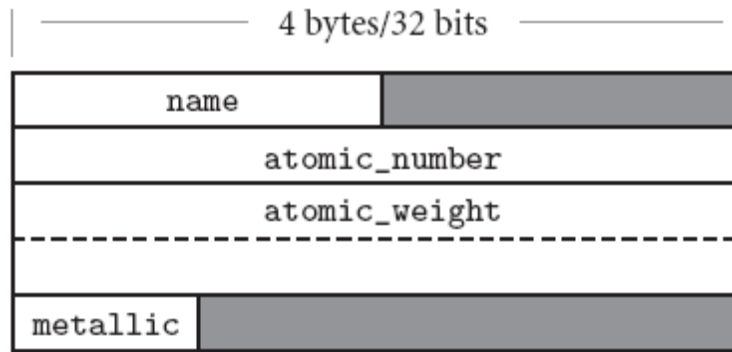 4 bytes/32 bits
name
atomic_number
atomic_weight
metallic